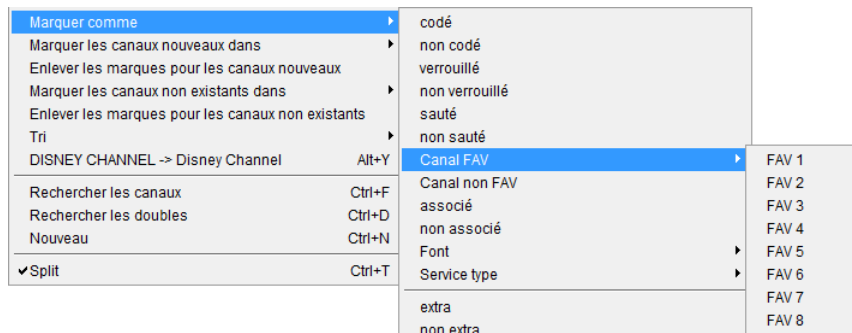 Marquer comme
Marquer les canaux nouveaux dans
Enlever les marques pour les canaux nouveaux
Marquer les canaux non existants dans
Enlever les marques pour les canaux non existants
Tri
DISNEY CHANNEL -> Disney Channel Alt+Y
Rechercher les canaux Ctrl+F
Rechercher les doubles Ctrl+D
Nouveau Ctrl+N
Split Ctrl+T
codé
non codé
verrouillé
non verrouillé
sauté
non sauté
Canal FAV
Canal non FAV
associé
non associé
Font
Service type
extra
non extra
FAV 1
FAV 2
FAV 3
FAV 4
FAV 5
FAV 6
FAV 7
FAV 8